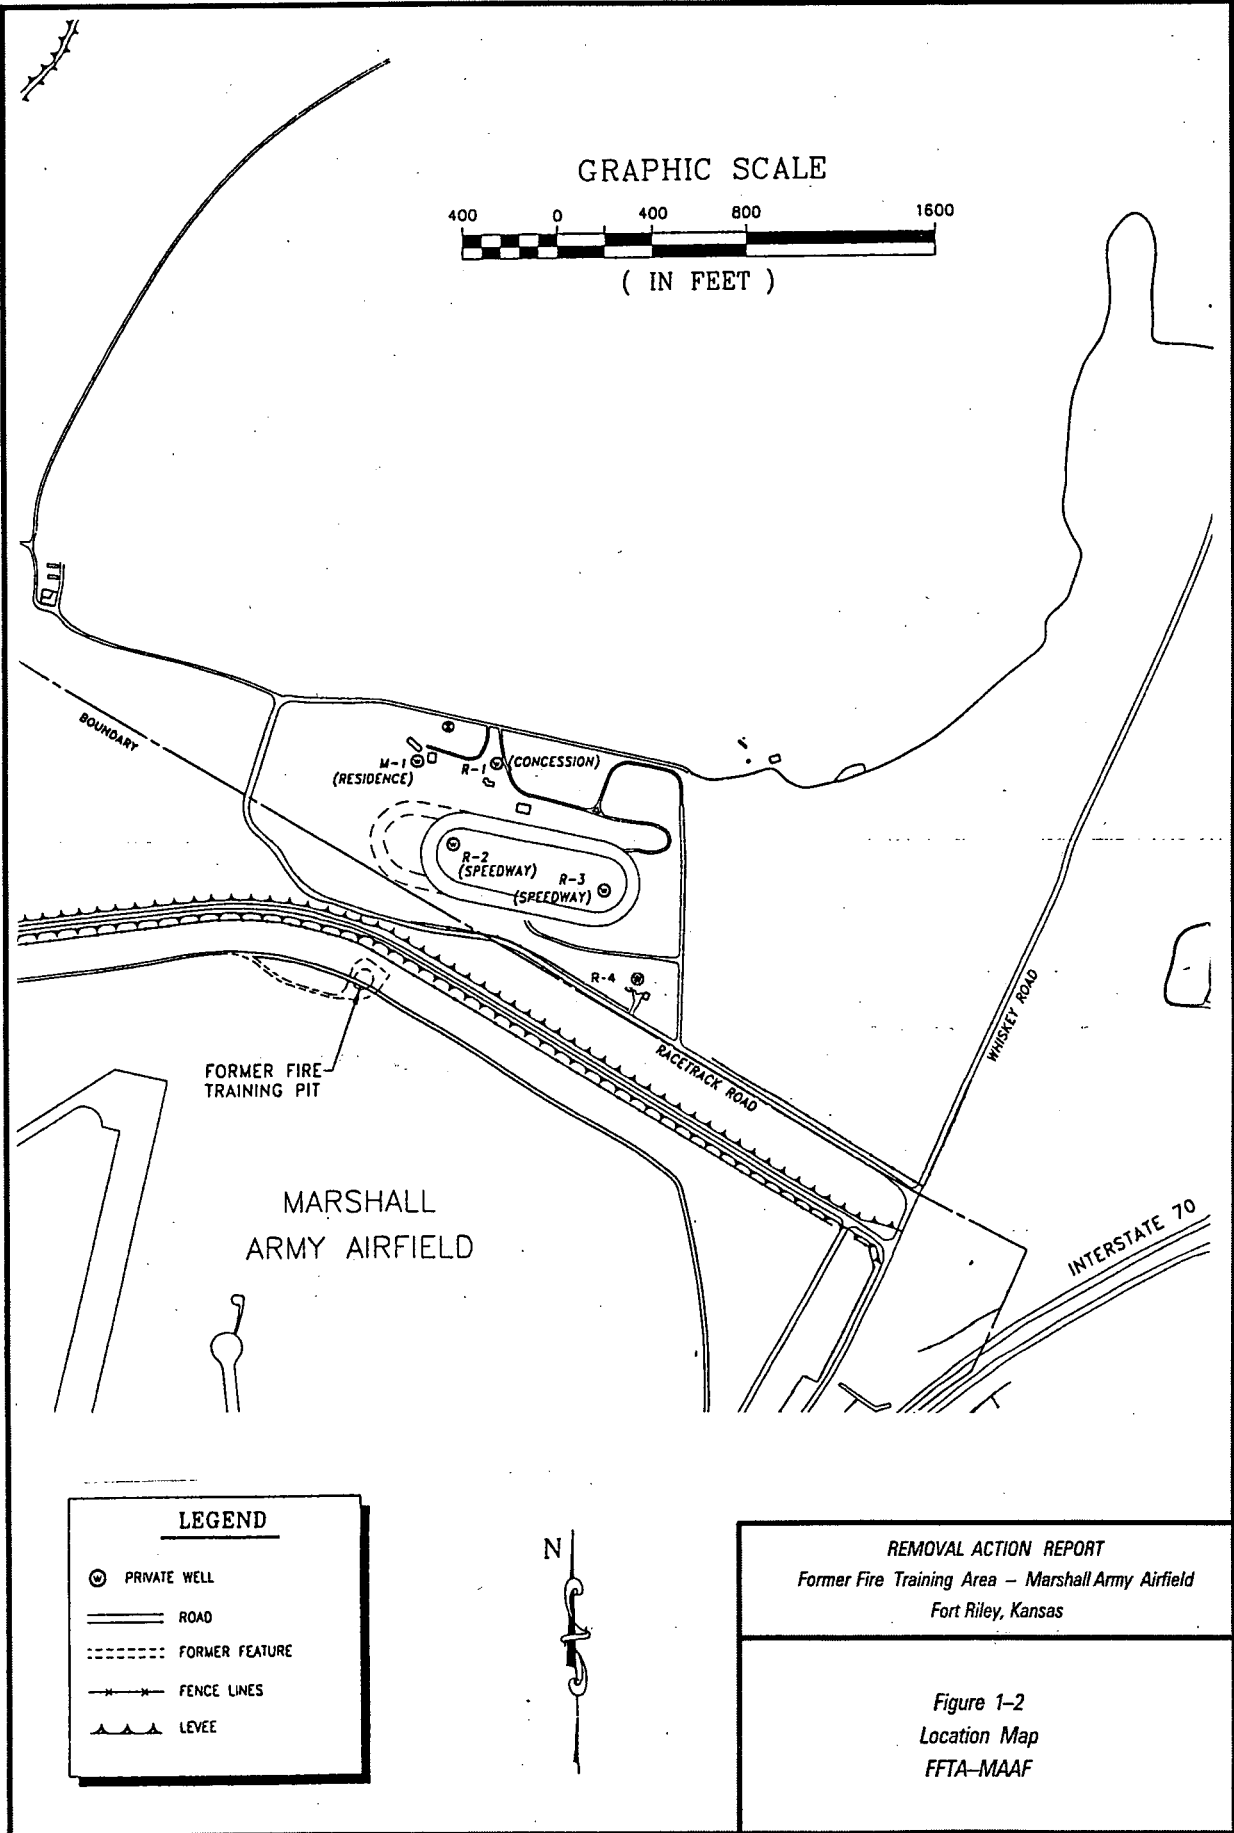 GRAPHIC SCALE
400 0 400 800 1600
( IN FEET )
BOUNDARY
M-1
(RESIDENCE)
R-1 (CONCESSION)
R-2
(SPEEDWAY)
R-3
(SPEEDWAY)
R-4
WHISKEY ROAD
RACETRACK ROAD
FORMER FIRE
TRAINING PIT
MARSHALL
ARMY AIRFIELD
INTERSTATE 70
LEGEND
W PRIVATE WELL
ROAD
FORMER FEATURE
FENCE LINES
LEVEE
N
REMOVAL ACTION REPORT
Former Fire Training Area – Marshall Army Airfield
Fort Riley, Kansas
Figure 1–2
Location Map
FFTA–MAAF